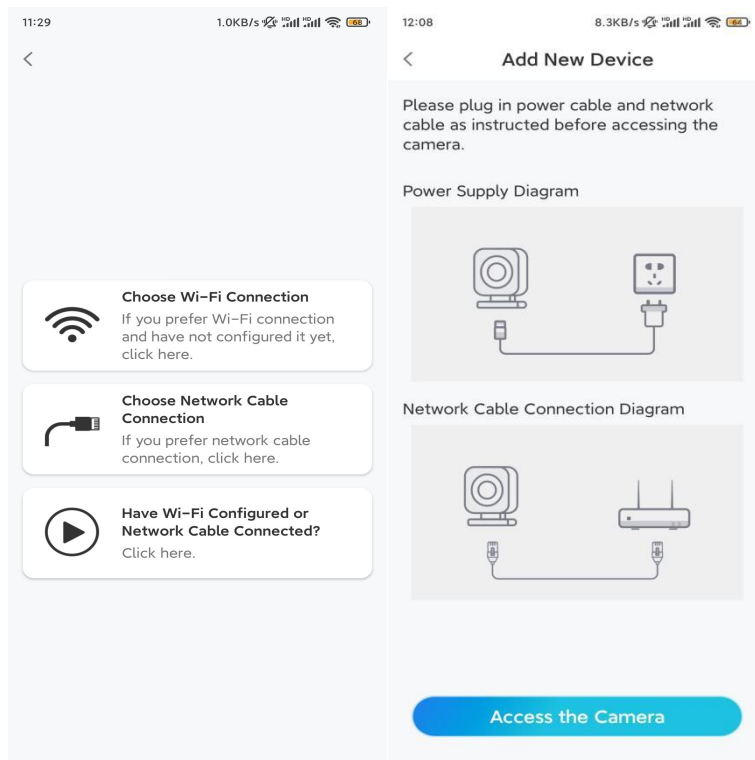 11:29
1.0KB/s HD HD 68
Choose Wi-Fi Connection
If you prefer Wi-Fi connection
and have not configured it yet,
click here.
Choose Network Cable
Connection
If you prefer network cable
connection, click here.
Have Wi-Fi Configured or
Network Cable Connected?
Click here.
12:08
8.3KB/s HD HD 64
Add New Device
Please plug in power cable and network
cable as instructed before accessing the
camera.
Power Supply Diagram
Network Cable Connection Diagram
Access the Camera